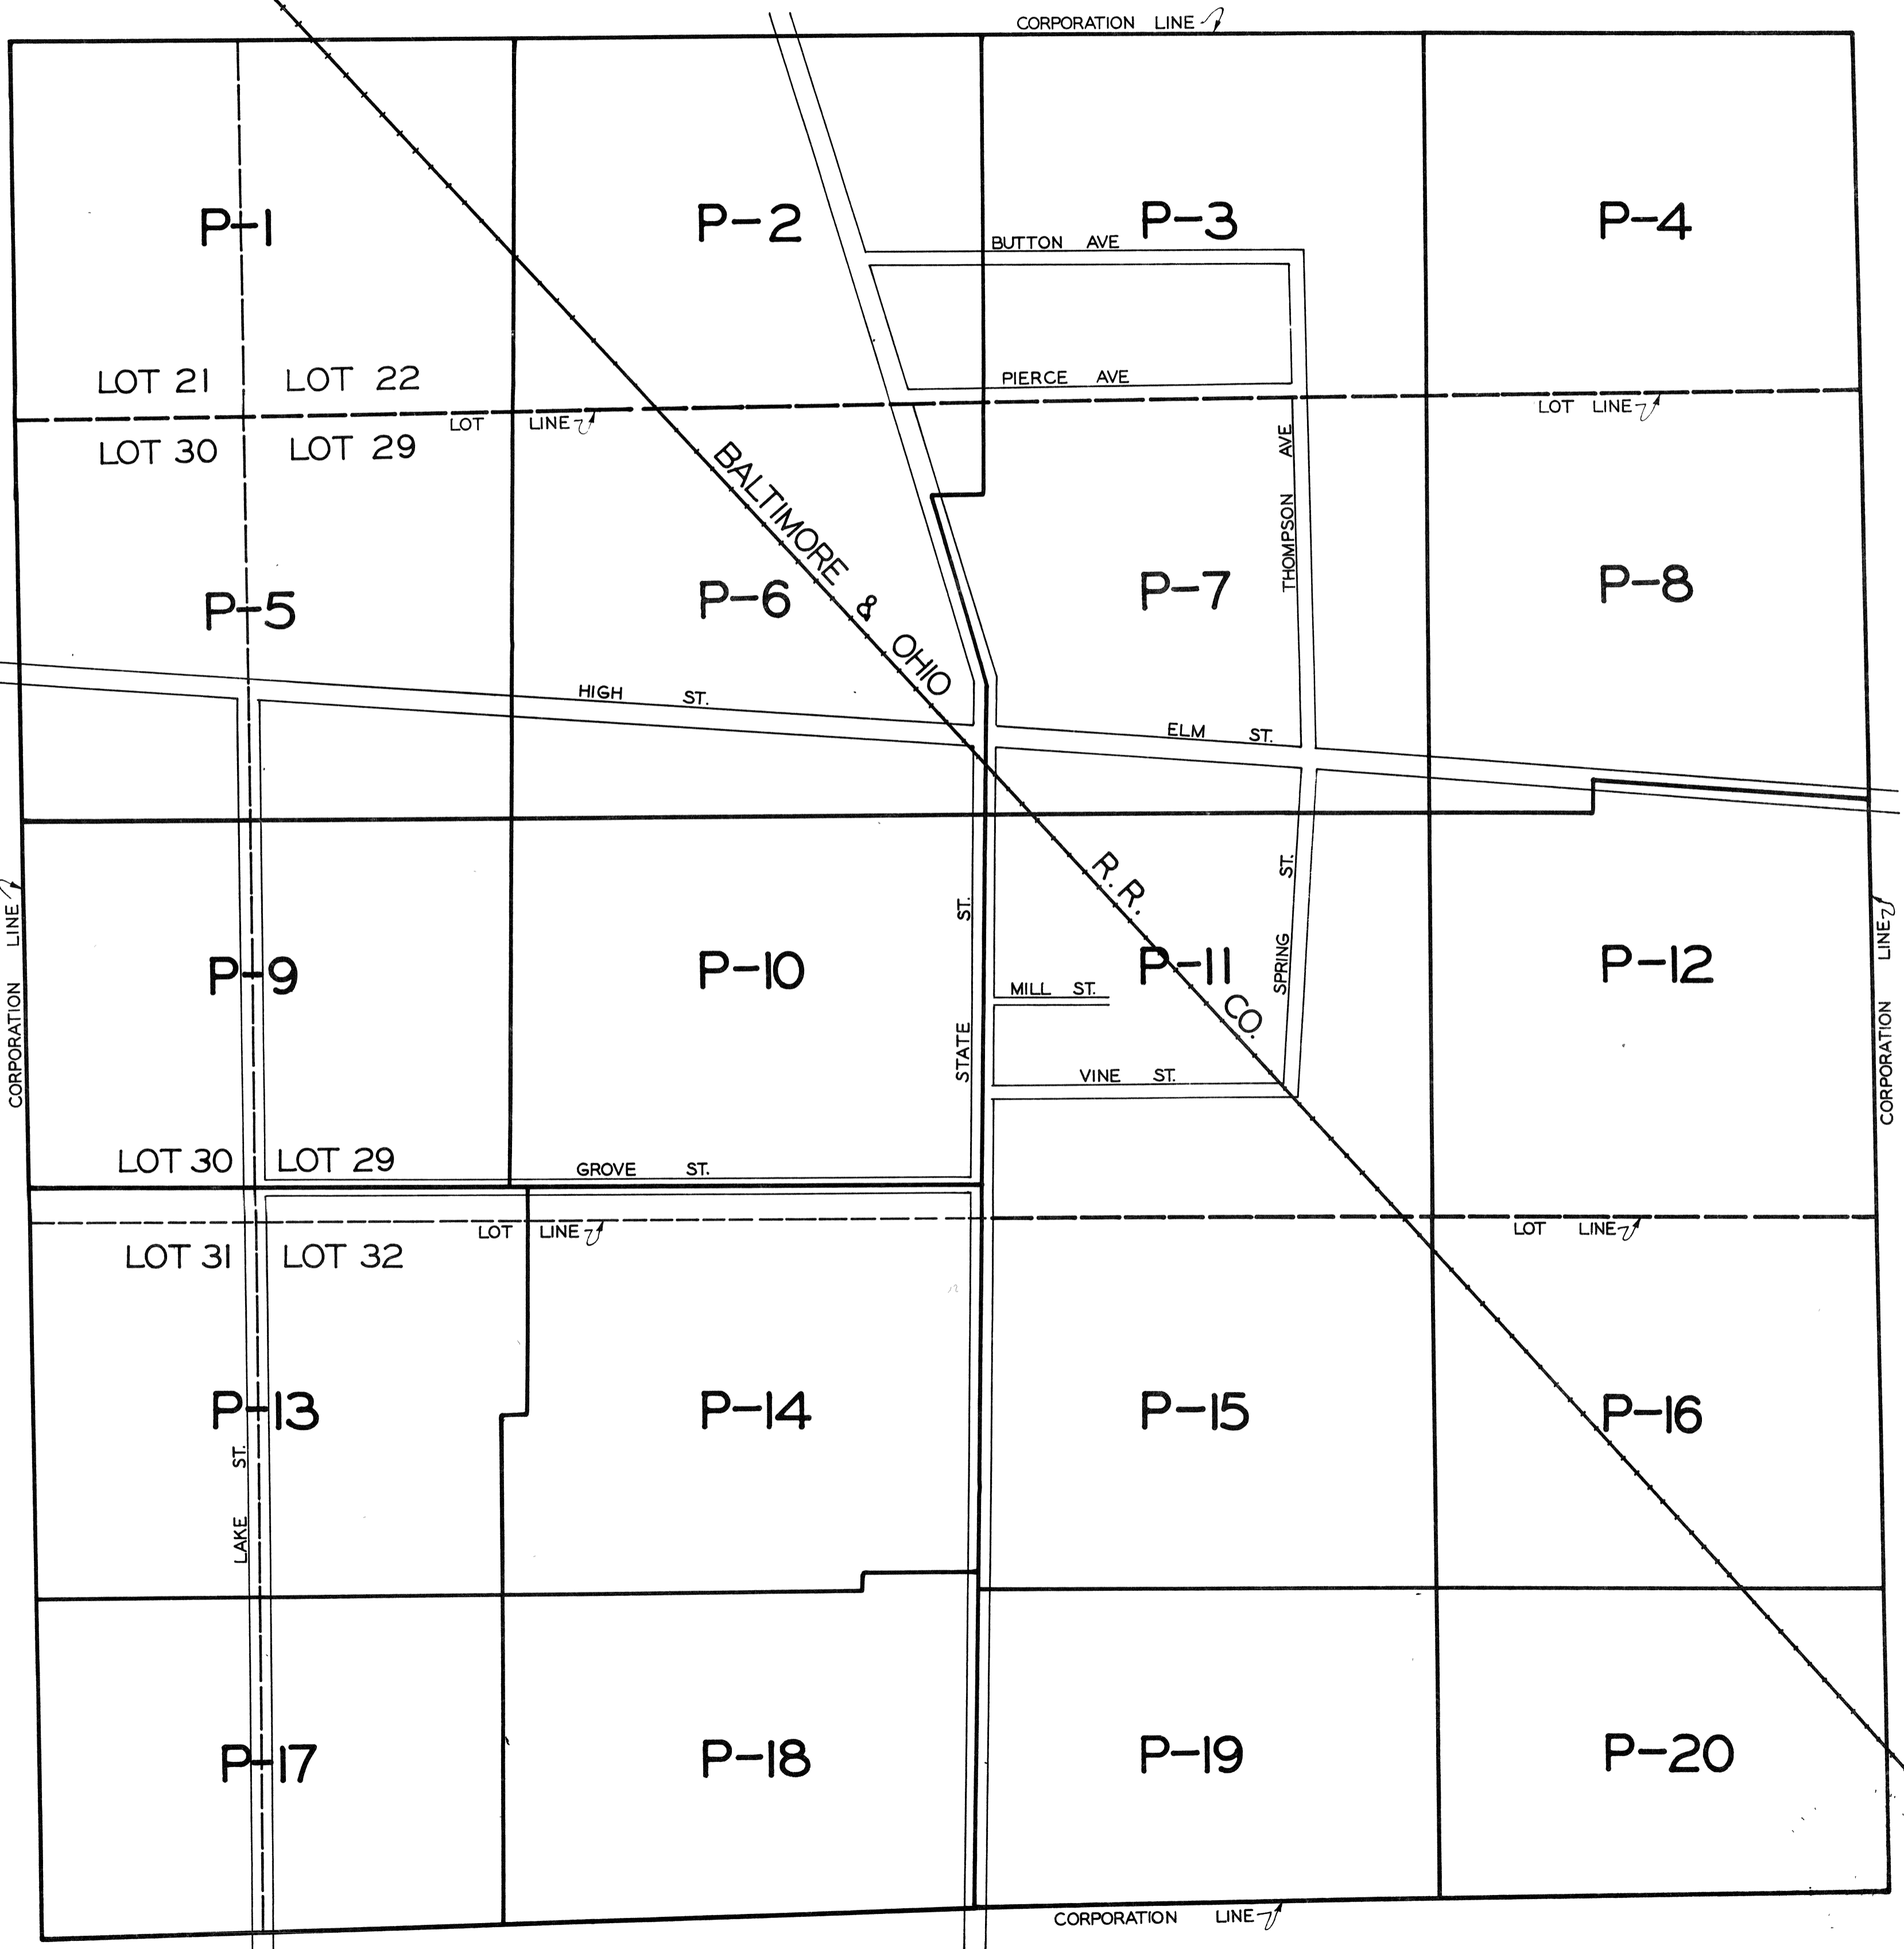 CORPORATION LINE
P-1
P-2
P-3
P-4
BUTTON AVE
LOT 21
LOT 22
PIERCE AVE
LOT LINE
LOT LINE
LOT 30
LOT 29
BALTIMORE & OHIO R.R. CO.
THOMPSON AVE
P-5
P-6
P-7
P-8
HIGH ST.
ELM ST.
CORPORATION LINE
P-9
P-10
STATE ST.
P-11
SPRING ST.
P-12
CORPORATION LINE
MILL ST.
VINE ST.
LOT 30
LOT 29
GROVE ST.
LOT LINE
LOT LINE
LOT 31
LOT 32
P-13
P-14
P-15
P-16
LAKE ST.
P-17
P-18
P-19
P-20
CORPORATION LINE